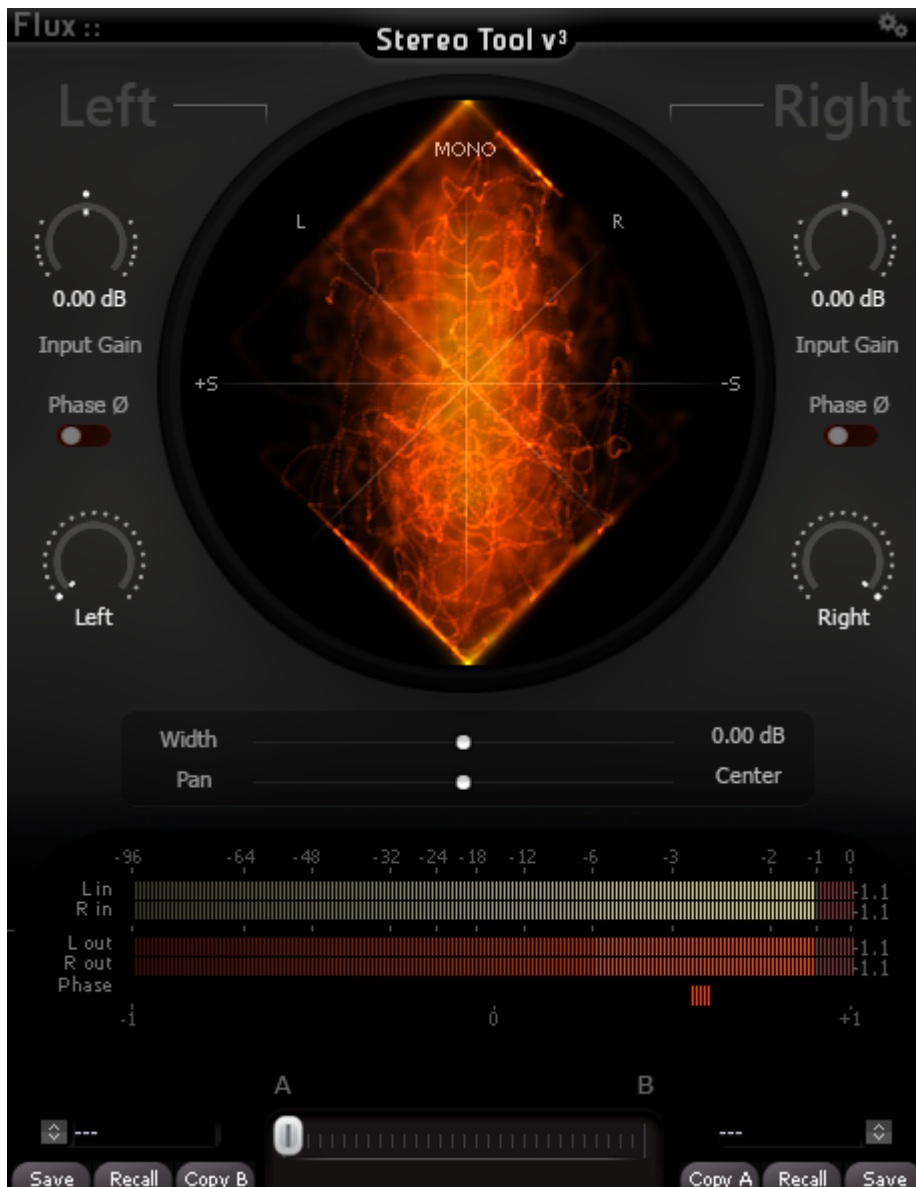 Flux ::
Stereo Tool v³
Left
Right
MONO
L
R
+S
-S
0.00 dB
0.00 dB
Input Gain
Input Gain
Phase Ø
Phase Ø
Left
Right
Width
0.00 dB
Pan
Center
-96 -64 -48 -32 -24 -18 -12 -6 -3 -2 -1 0
L in -1.1
R in -1.1
L out -1.1
R out -1.1
Phase
-1 0 +1
A
B
---
---
Save Recall Copy B Copy A Recall Save